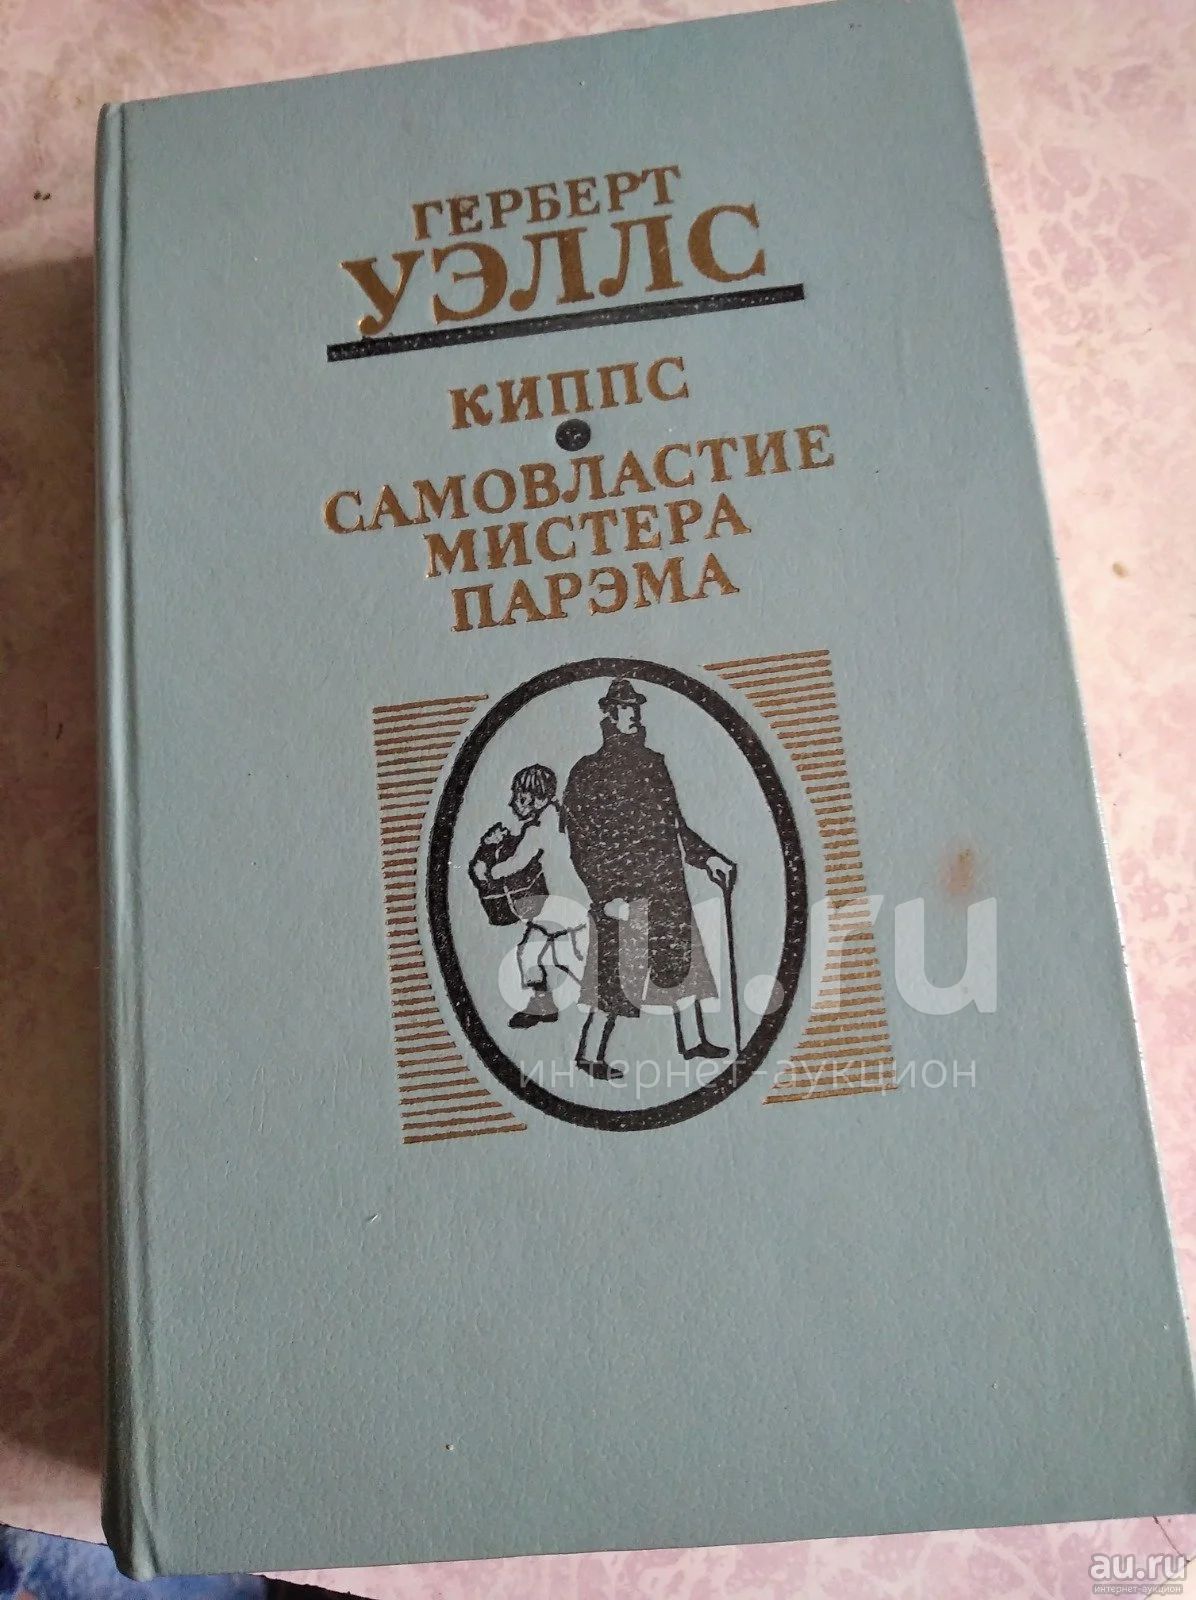 ГЕРБЕРТ
УЭЛЛС
КИППС
САМОВЛАСТИЕ
МИСТЕРА
ПАРЭМА
au.ru
интернет-аукцион
au.ru
интернет-аукцион